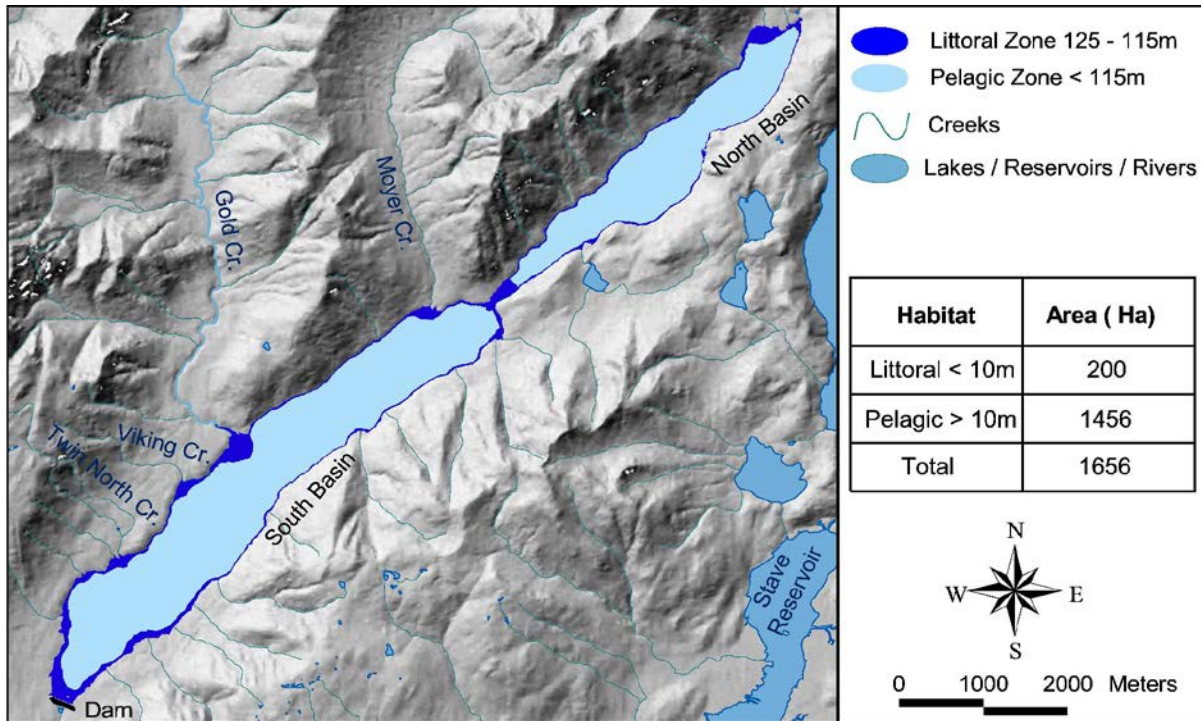 Littoral Zone 125 - 115m
Pelagic Zone < 115m
Creeks
Lakes / Reservoirs / Rivers
North Basin
Moyer Cr.
Gold Cr.
Viking Cr.
Twin North Cr.
South Basin
Stave
Reservoir
Dam
Habitat Area ( Ha)
Littoral < 10m 200
Pelagic > 10m 1456
Total 1656
N
W E
S
0 1000 2000 Meters